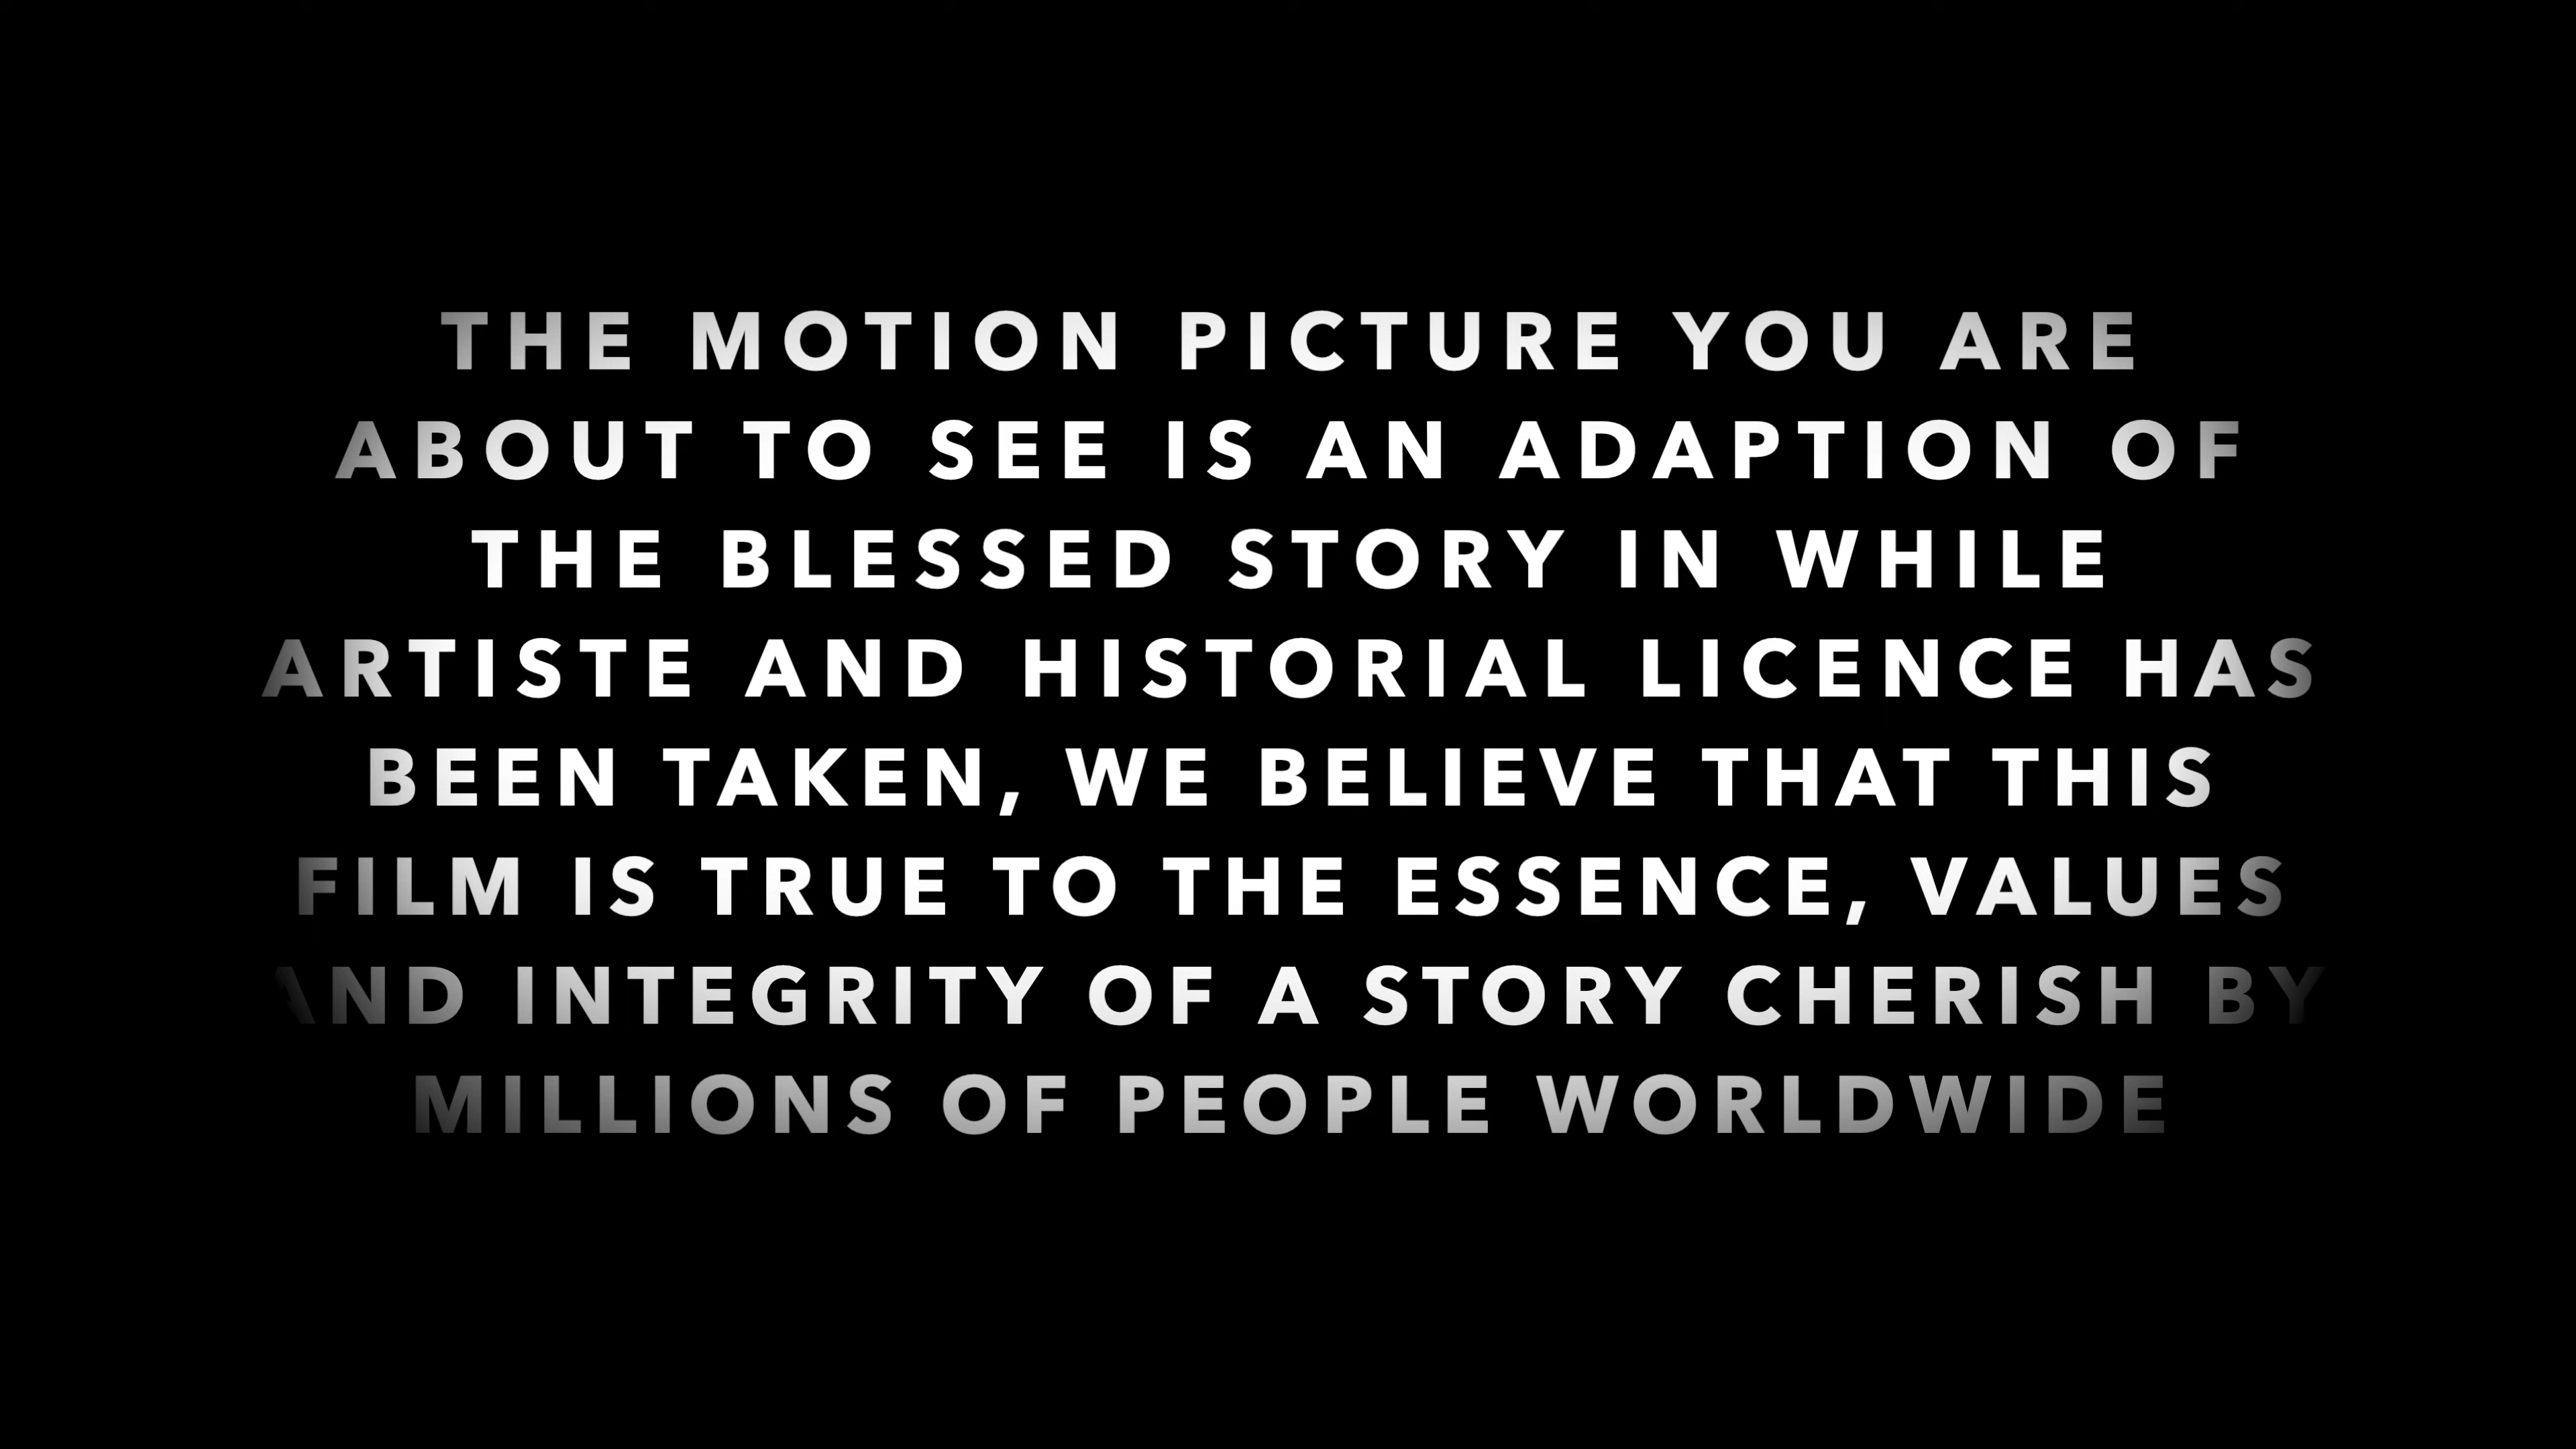 THE MOTION PICTURE YOU ARE
ABOUT TO SEE IS AN ADAPTION OF
THE BLESSED STORY IN WHILE
ARTISTE AND HISTORIAL LICENCE HAS
BEEN TAKEN, WE BELIEVE THAT THIS
FILM IS TRUE TO THE ESSENCE, VALUES
AND INTEGRITY OF A STORY CHERISH BY
MILLIONS OF PEOPLE WORLDWIDE